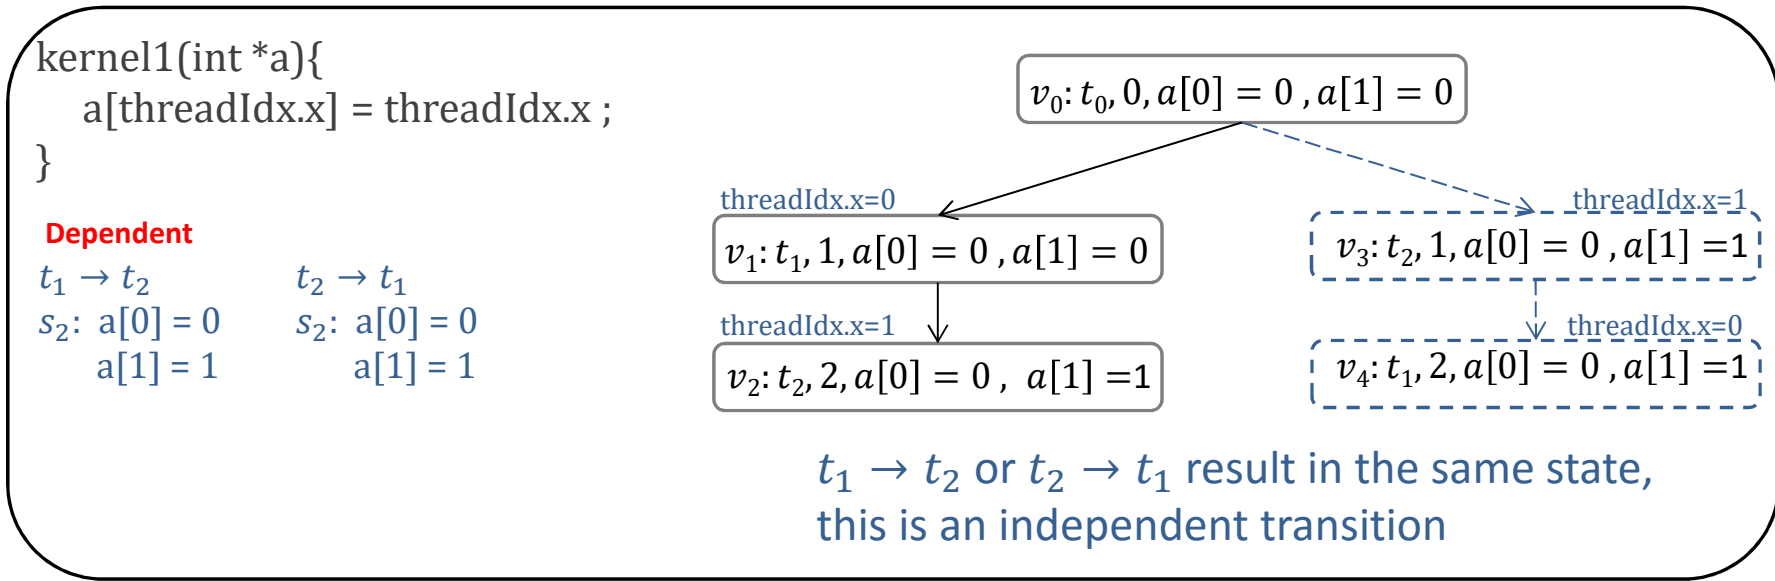 kernel1(int *a){
a[threadIdx.x] = threadIdx.x ;
}
Dependent
t₁ → t₂
s₂: a[0] = 0
a[1] = 1
t₂ → t₁
s₂: a[0] = 0
a[1] = 1
v₀: t₀, 0, a[0] = 0 , a[1] = 0
threadIdx.x=0
v₁: t₁, 1, a[0] = 0 , a[1] = 0
threadIdx.x=1
v₂: t₂, 2, a[0] = 0 , a[1] =1
threadIdx.x=1
v₃: t₂, 1, a[0] = 0 , a[1] =1
threadIdx.x=0
v₄: t₁, 2, a[0] = 0 , a[1] =1
t₁ → t₂ or t₂ → t₁ result in the same state,
this is an independent transition